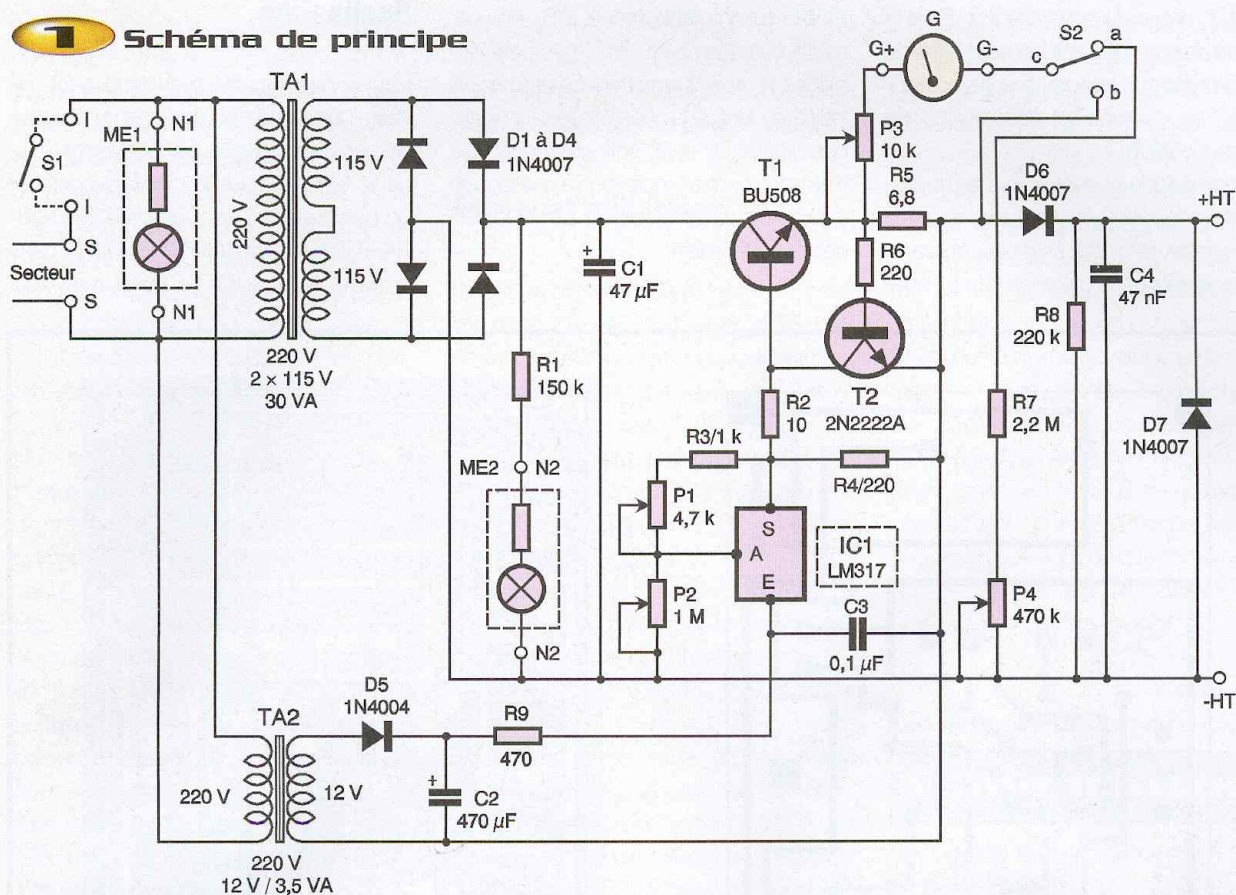 1 Schéma de principe
I
S1
I
S
Secteur
S
ME1
N1
N1
TA1
220 V
115 V
115 V
220 V
2 × 115 V
30 VA
D1 à D4
1N4007
R1
150 k
ME2
N2
N2
+
C1
47 µF
T1
BU508
G
G+
G-
S2
a
c
b
P3
10 k
R5
6,8
R6
220
T2
2N2222A
D6
1N4007
+HT
C4
47 nF
R8
220 k
R2
10
R3/1 k
R4/220
P1
4,7 k
P2
1 M
S
A
E
IC1
LM317
C3
0,1 µF
R7
2,2 M
P4
470 k
D7
1N4007
-HT
TA2
220 V
12 V
220 V
12 V / 3,5 VA
D5
1N4004
+
C2
470 µF
R9
470